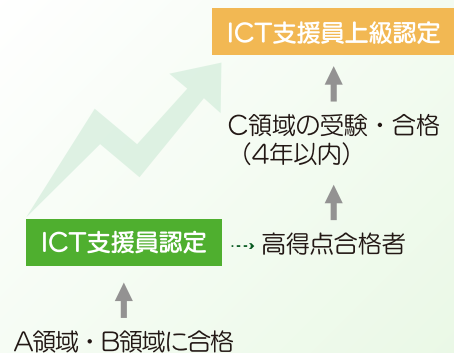 ICT支援員上級認定
C領域の受験・合格
（4年以内）
ICT支援員認定
高得点合格者
A領域・B領域に合格